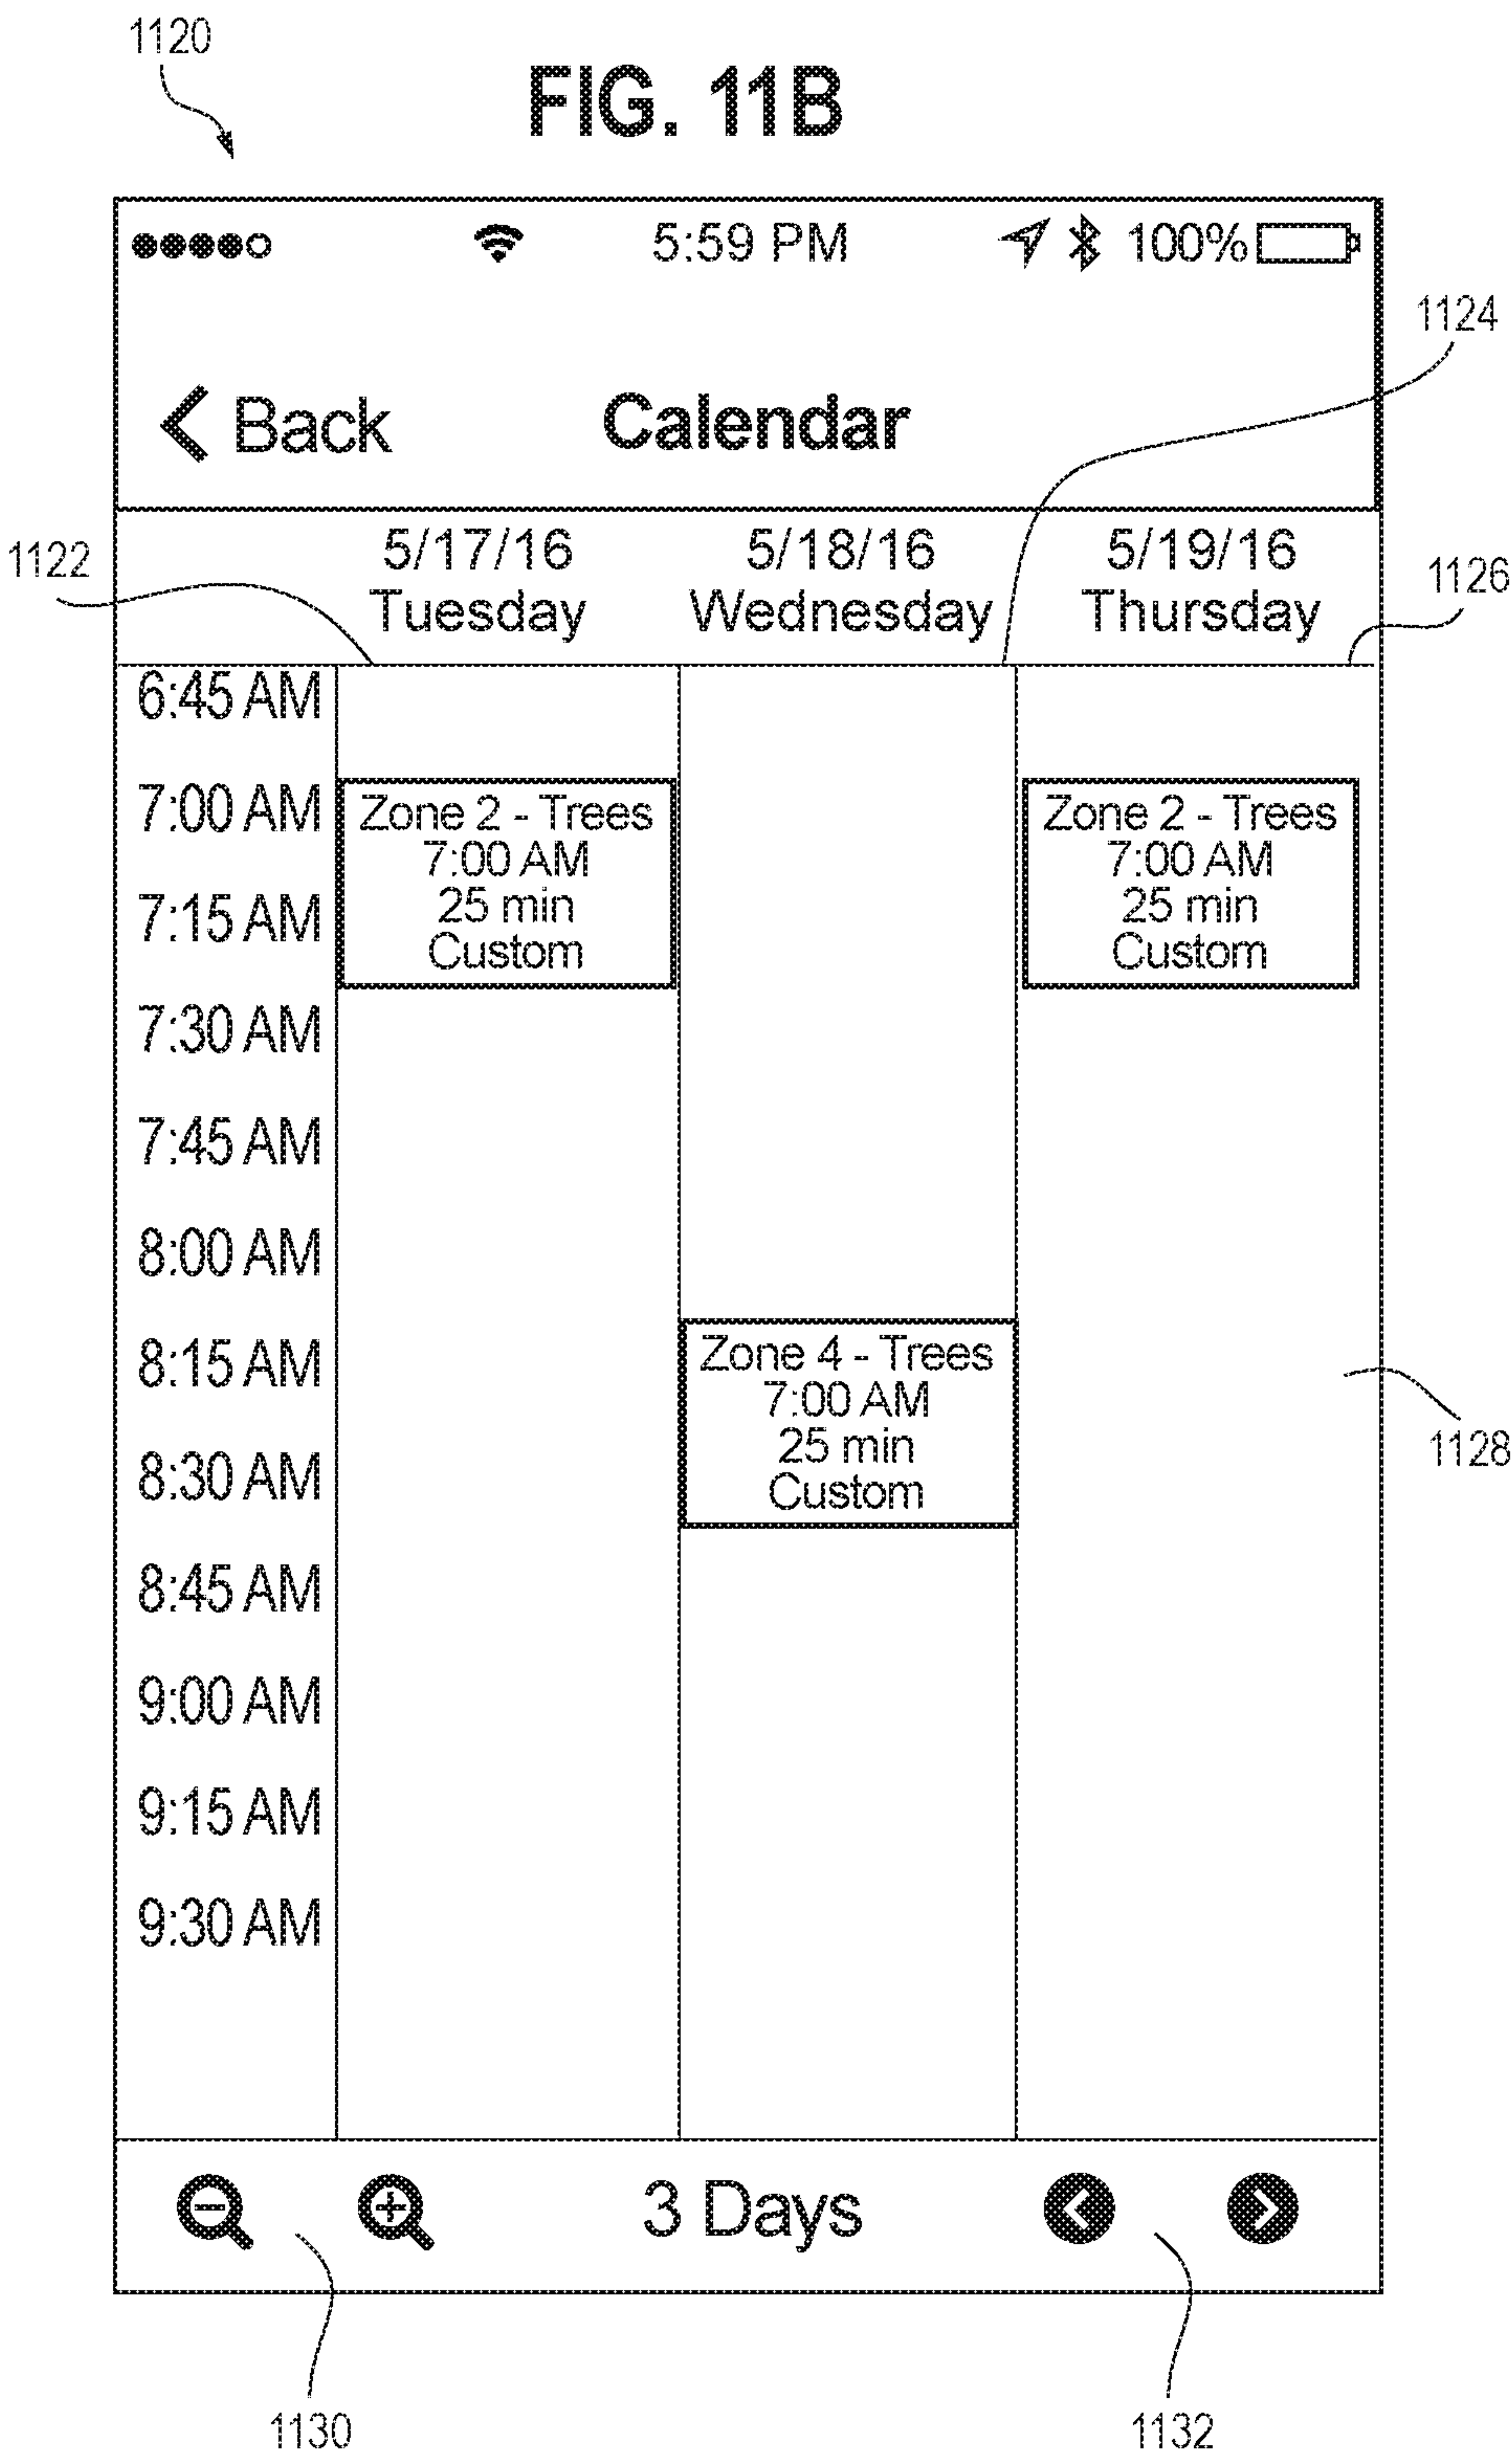 1120
FIG. 11B
5:59 PM 100%
1124
Back Calendar
1122
5/17/16 5/18/16 5/19/16
1126
Tuesday Wednesday Thursday
6:45 AM
7:00 AM
Zone 2 - Trees
7:00 AM
25 min
Custom
Zone 2 - Trees
7:00 AM
25 min
Custom
7:15 AM
7:30 AM
7:45 AM
8:00 AM
8:15 AM
Zone 4 - Trees
7:00 AM
25 min
Custom
1128
8:30 AM
8:45 AM
9:00 AM
9:15 AM
9:30 AM
3 Days
1130
1132